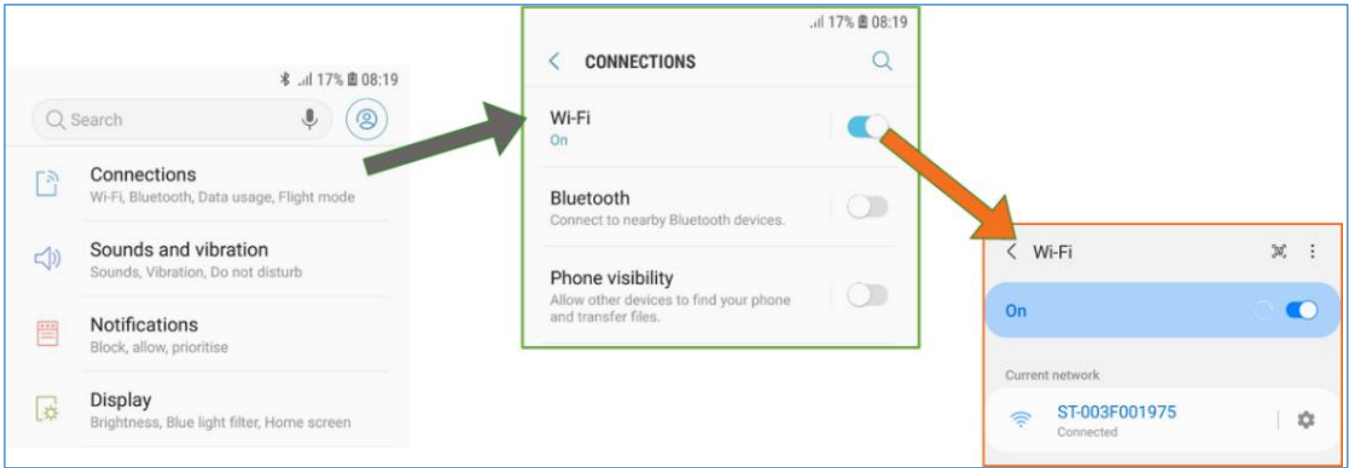 17% 08:19
Search
Connections
Wi-Fi, Bluetooth, Data usage, Flight mode
Sounds and vibration
Sounds, Vibration, Do not disturb
Notifications
Block, allow, prioritise
Display
Brightness, Blue light filter, Home screen
17% 08:19
CONNECTIONS
Wi-Fi
On
Bluetooth
Connect to nearby Bluetooth devices.
Phone visibility
Allow other devices to find your phone
and transfer files.
Wi-Fi
On
Current network
ST-003F001975
Connected